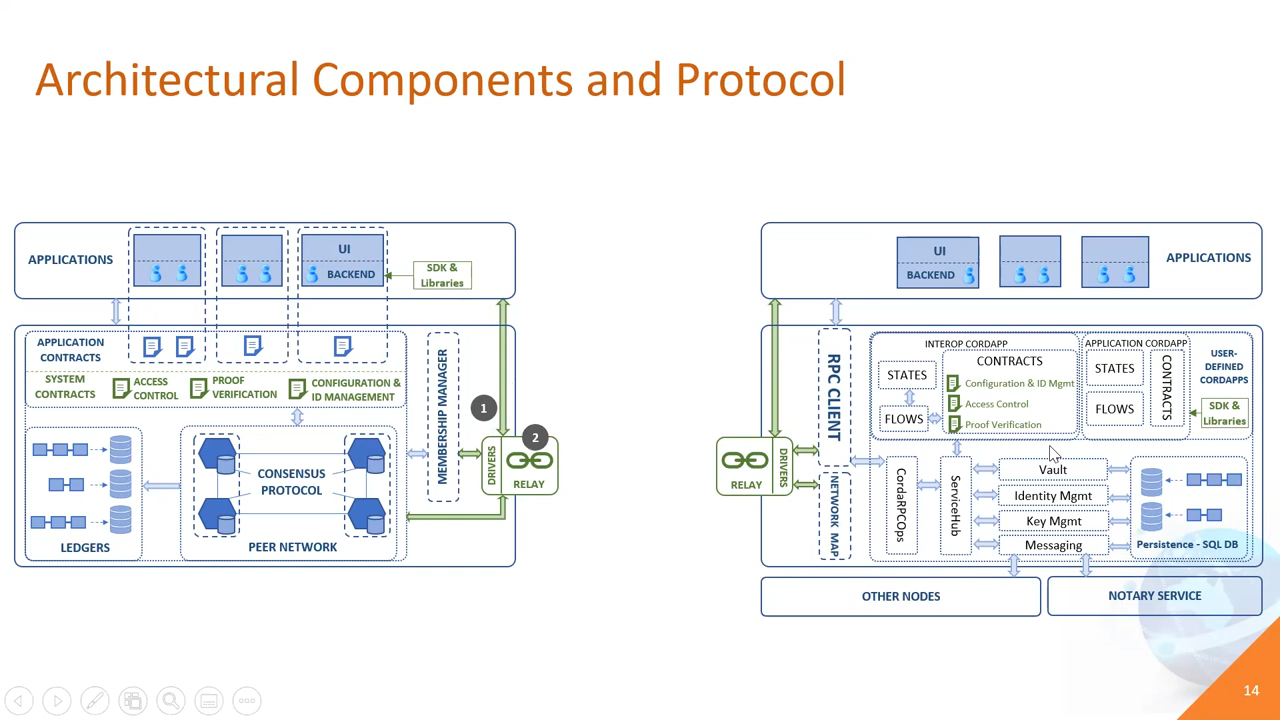 Architectural Components and Protocol
APPLICATIONS
UI
BACKEND
SDK &
Libraries
APPLICATION
CONTRACTS
SYSTEM
CONTRACTS
ACCESS
CONTROL
PROOF
VERIFICATION
CONFIGURATION &
ID MANAGEMENT
MEMBERSHIP MANAGER
1
2
DRIVERS
RELAY
CONSENSUS
PROTOCOL
LEDGERS
PEER NETWORK
UI
BACKEND
APPLICATIONS
RPC CLIENT
INTEROP CORDAPP
STATES
FLOWS
CONTRACTS
Configuration & ID Mgmt
Access Control
Proof Verification
APPLICATION CORDAPP
STATES
FLOWS
CONTRACTS
USER-
DEFINED
CORDAPPS
SDK &
Libraries
RELAY
DRIVERS
NETWORK MAP
CordaRPCOps
ServiceHub
Vault
Identity Mgmt
Key Mgmt
Messaging
Persistence - SQL DB
OTHER NODES
NOTARY SERVICE
14